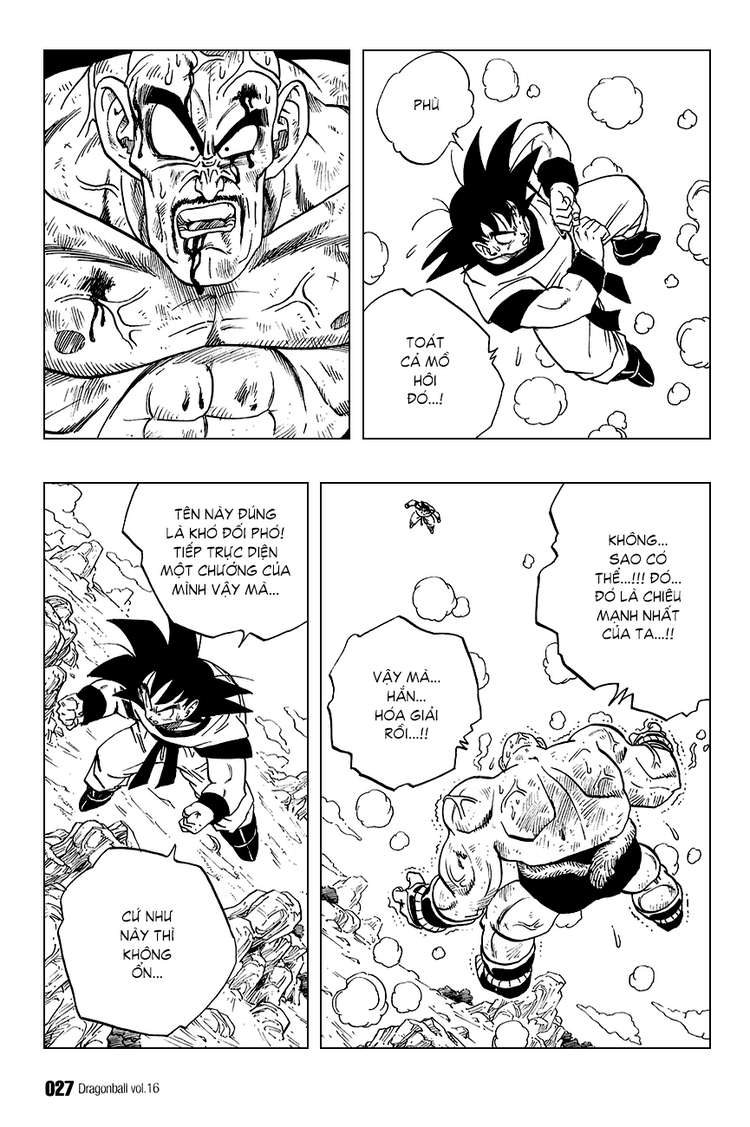 PHÙ
TOÁT
CẢ MỒ
HÔI
ĐÓ...!
KHÔNG...
SAO CÓ
THỂ...!!! ĐÓ...
ĐÓ LÀ CHIÊU
MẠNH NHẤT
CỦA TA...!!
VẬY MÀ...
HẮN...
HÓA GIẢI
RỒI...!!
TÊN NÀY ĐÚNG
LÀ KHÓ ĐỐI PHÓ!
TIẾP TRỰC DIỆN
MỘT CHƯỞNG CỦA
MÌNH VẬY MÀ...
CỨ NHƯ
NÀY THÌ
KHÔNG
ỔN...
027 Dragonball vol.16